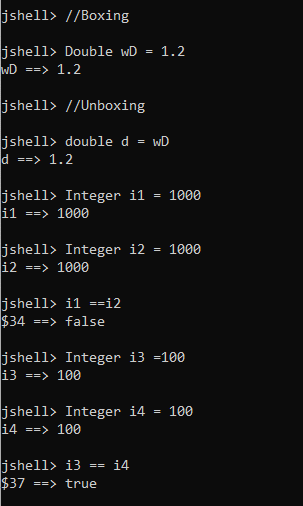 jshell> //Boxing
jshell> Double wD = 1.2
wD ==> 1.2
jshell> //Unboxing
jshell> double d = wD
d ==> 1.2
jshell> Integer i1 = 1000
i1 ==> 1000
jshell> Integer i2 = 1000
i2 ==> 1000
jshell> i1 ==i2
$34 ==> false
jshell> Integer i3 =100
i3 ==> 100
jshell> Integer i4 = 100
i4 ==> 100
jshell> i3 == i4
$37 ==> true